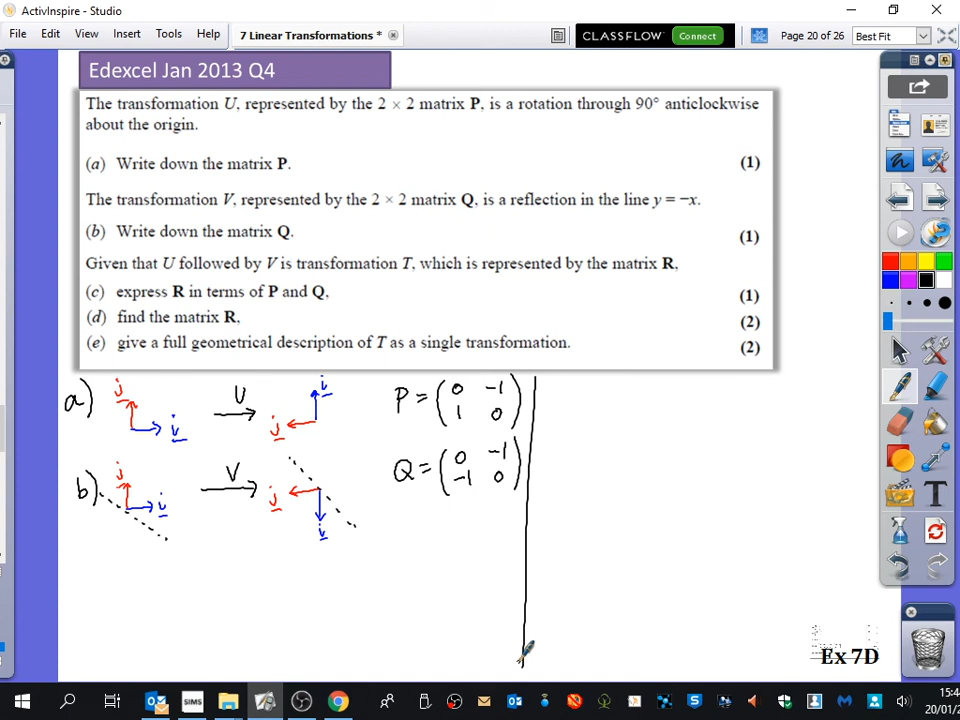 ActivInspire - Studio
File Edit View Insert Tools Help 7 Linear Transformations * CLASSFLOW Connect Page 20 of 26 Best Fit
Edexcel Jan 2013 Q4
The transformation U, represented by the 2 × 2 matrix P, is a rotation through 90° anticlockwise
about the origin.
(a) Write down the matrix P. (1)
The transformation V, represented by the 2 × 2 matrix Q, is a reflection in the line y = −x.
(b) Write down the matrix Q. (1)
Given that U followed by V is transformation T, which is represented by the matrix R,
(c) express R in terms of P and Q, (1)
(d) find the matrix R, (2)
(e) give a full geometrical description of T as a single transformation. (2)
a) j i U j i P = (0 -1
1 0)
b) j i V j i Q = (0 -1
-1 0)
Ex 7D
SIMS
15:4
20/01/2